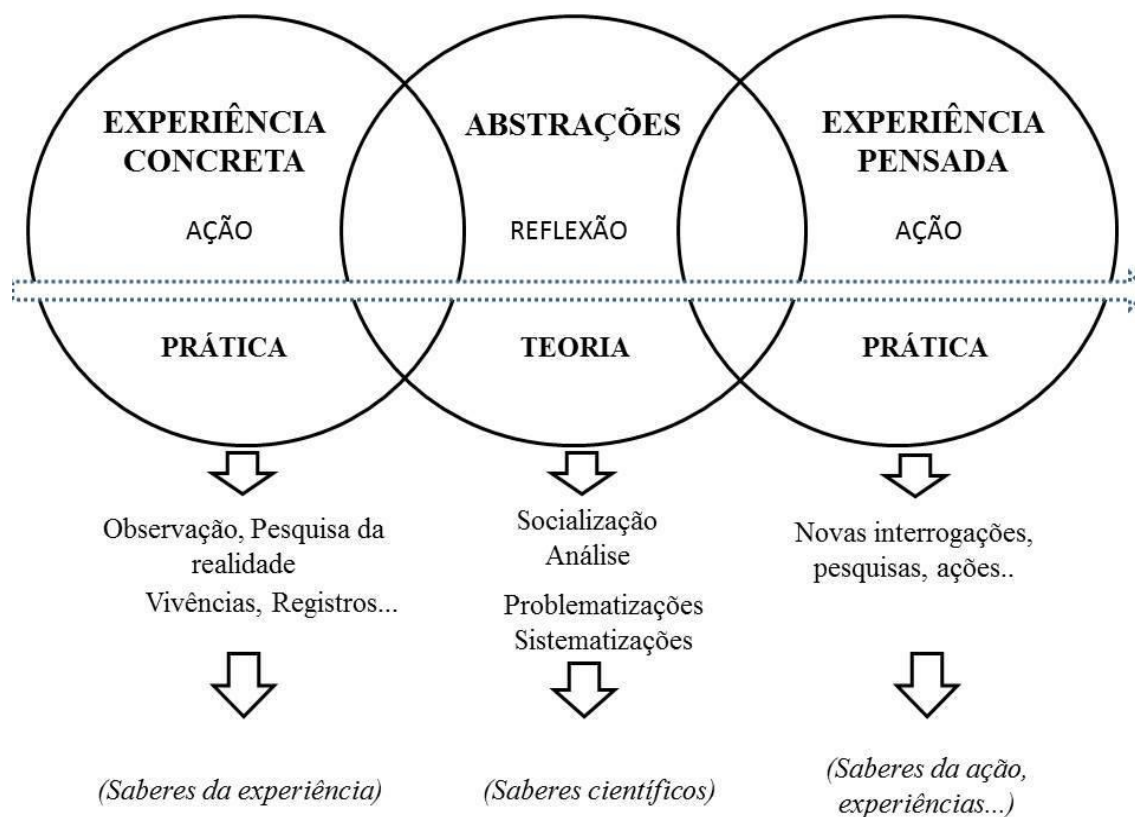 EXPERIÊNCIA
CONCRETA
AÇÃO
PRÁTICA
ABSTRAÇÕES
REFLEXÃO
TEORIA
EXPERIÊNCIA
PENSADA
AÇÃO
PRÁTICA
Observação, Pesquisa da
realidade
Vivências, Registros...
Socialização
Análise
Problematizações
Sistematizações
Novas interrogações,
pesquisas, ações..
(Saberes da experiência)
(Saberes científicos)
(Saberes da ação,
experiências...)